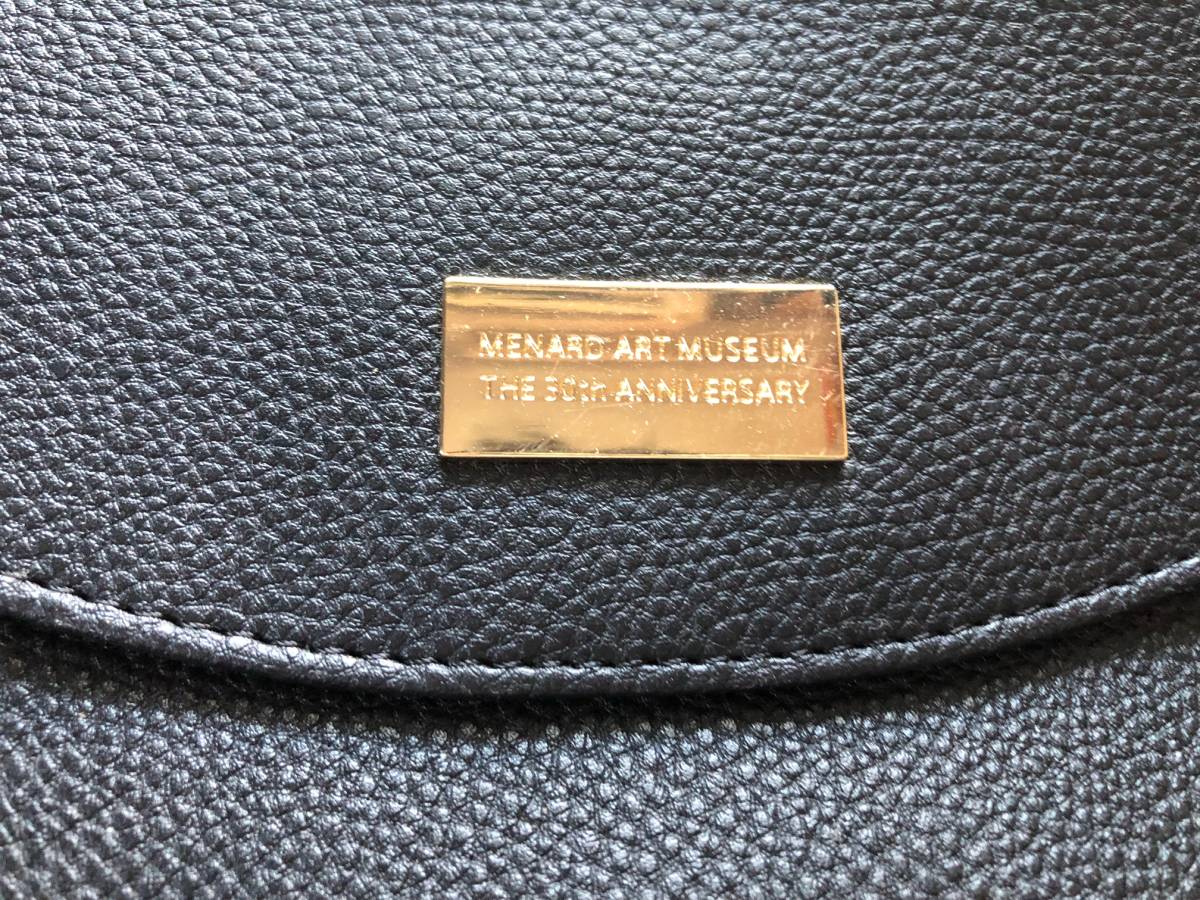 MENARD ART MUSEUM
THE 30th ANNIVERSARY